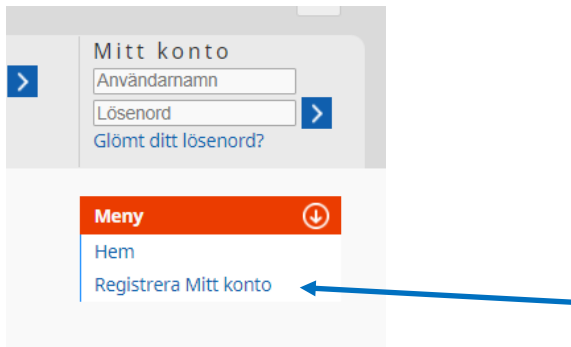 Mitt konto
Användarnamn
Lösenord
Glömt ditt lösenord?
Meny
Hem
Registrera Mitt konto